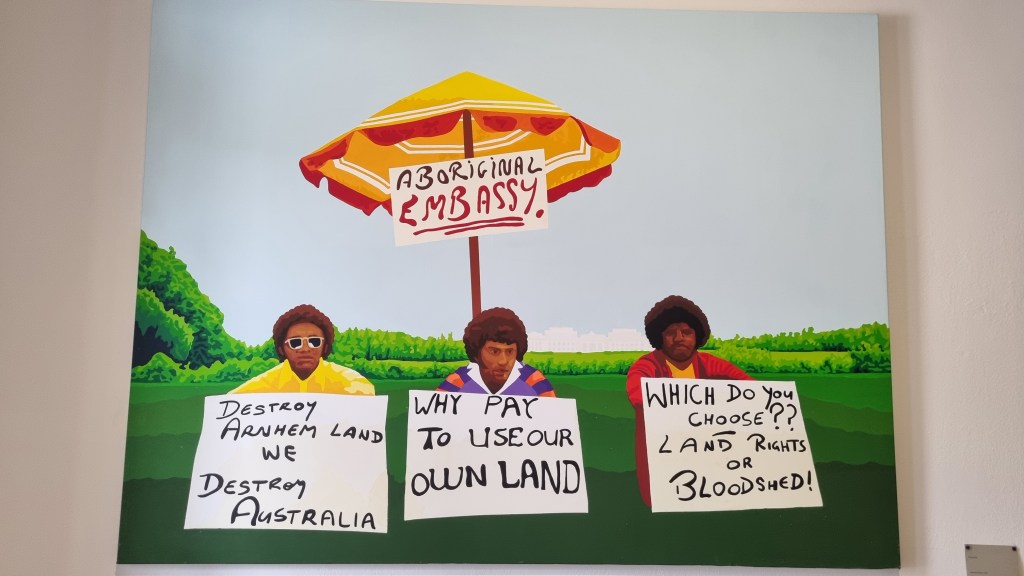 ABORIGINAL
EMBASSY.
DESTROY
ARNHEM LAND
WE
DESTROY
AUSTRALIA
WHY PAY
TO USE OUR
OWN LAND
WHICH DO YOU
CHOOSE??
LAND RIGHTS
OR
BLOODSHED!